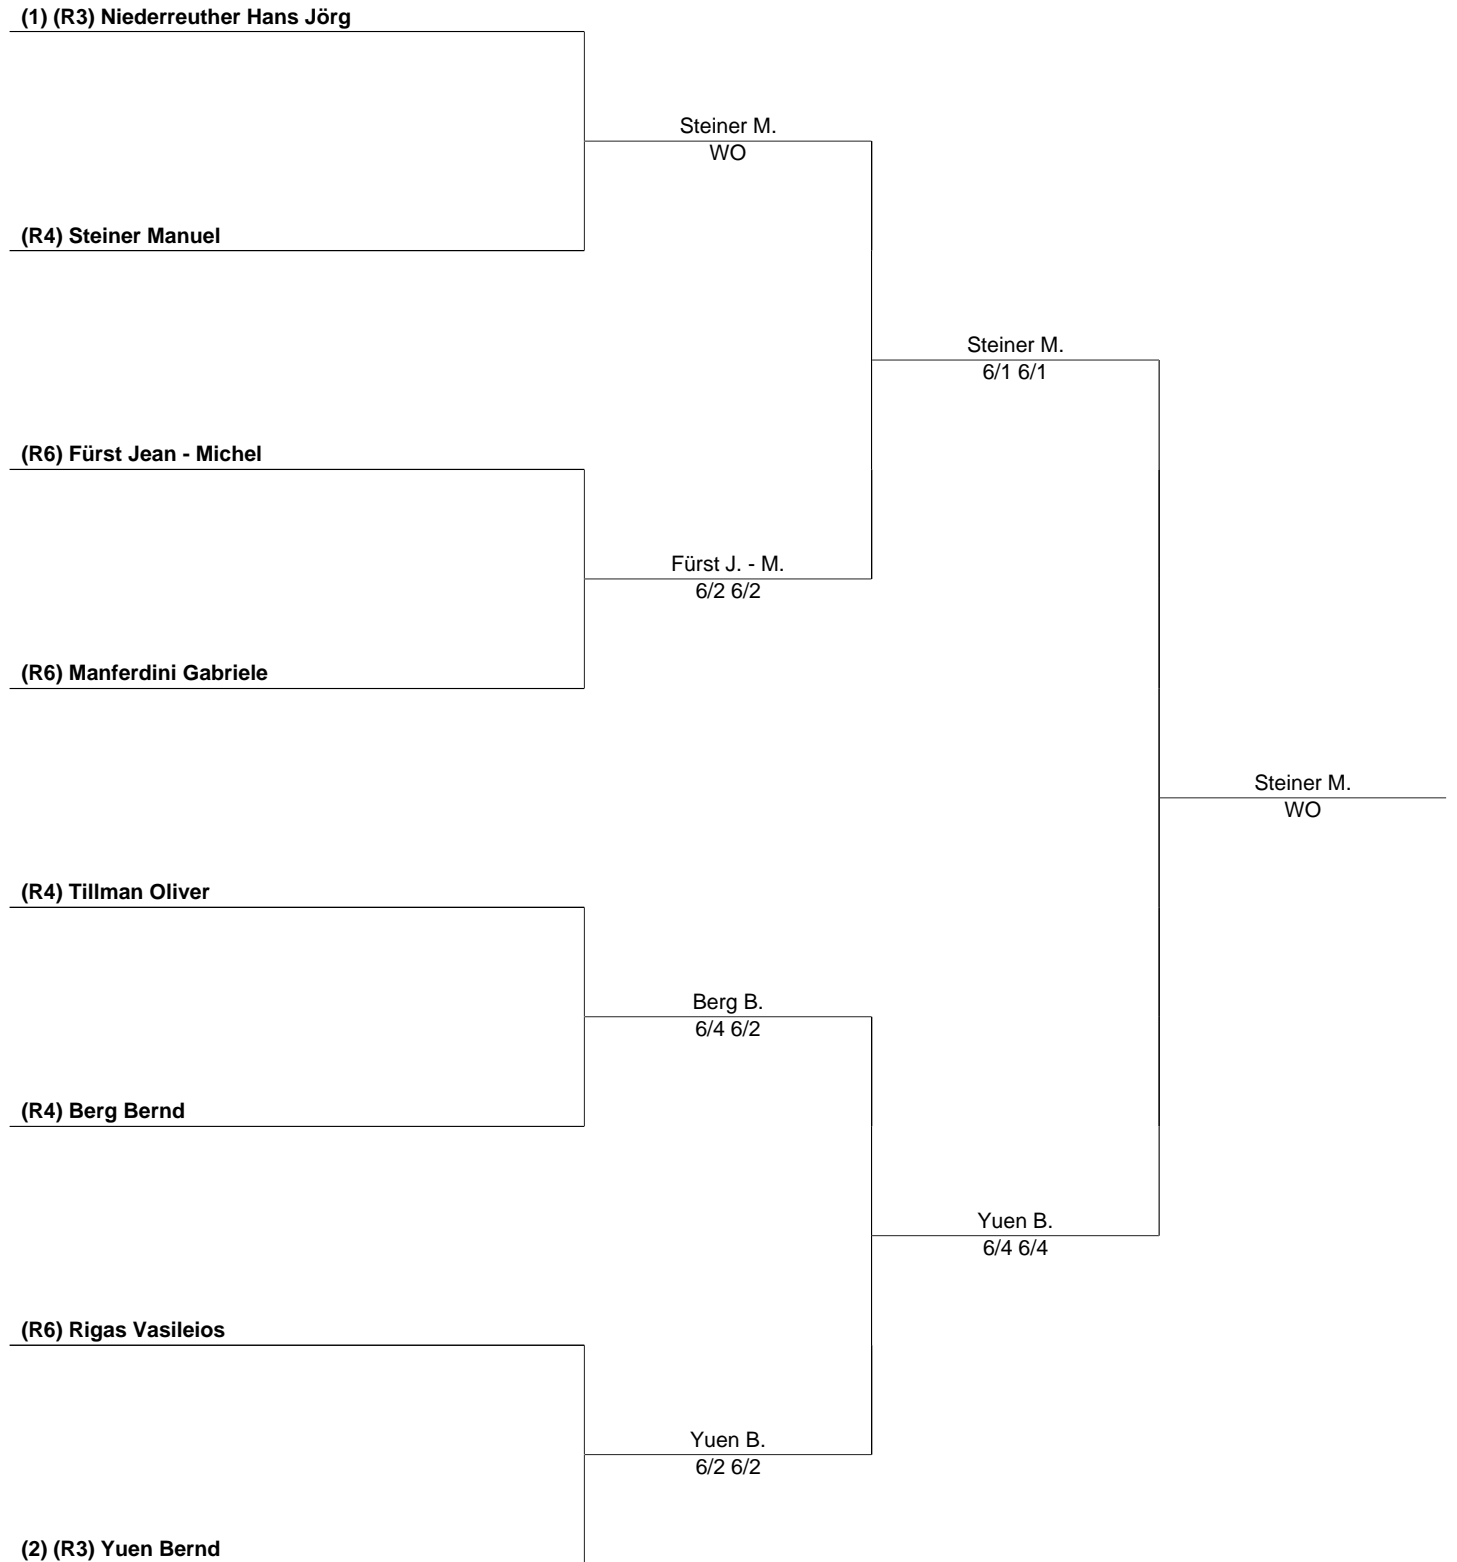 (1) (R3) Niederreuther Hans Jörg
Steiner M.
WO
(R4) Steiner Manuel
Steiner M.
6/1 6/1
(R6) Fürst Jean - Michel
Fürst J. - M.
6/2 6/2
(R6) Manferdini Gabriele
Steiner M.
WO
(R4) Tillman Oliver
Berg B.
6/4 6/2
(R4) Berg Bernd
Yuen B.
6/4 6/4
(R6) Rigas Vasileios
Yuen B.
6/2 6/2
(2) (R3) Yuen Bernd